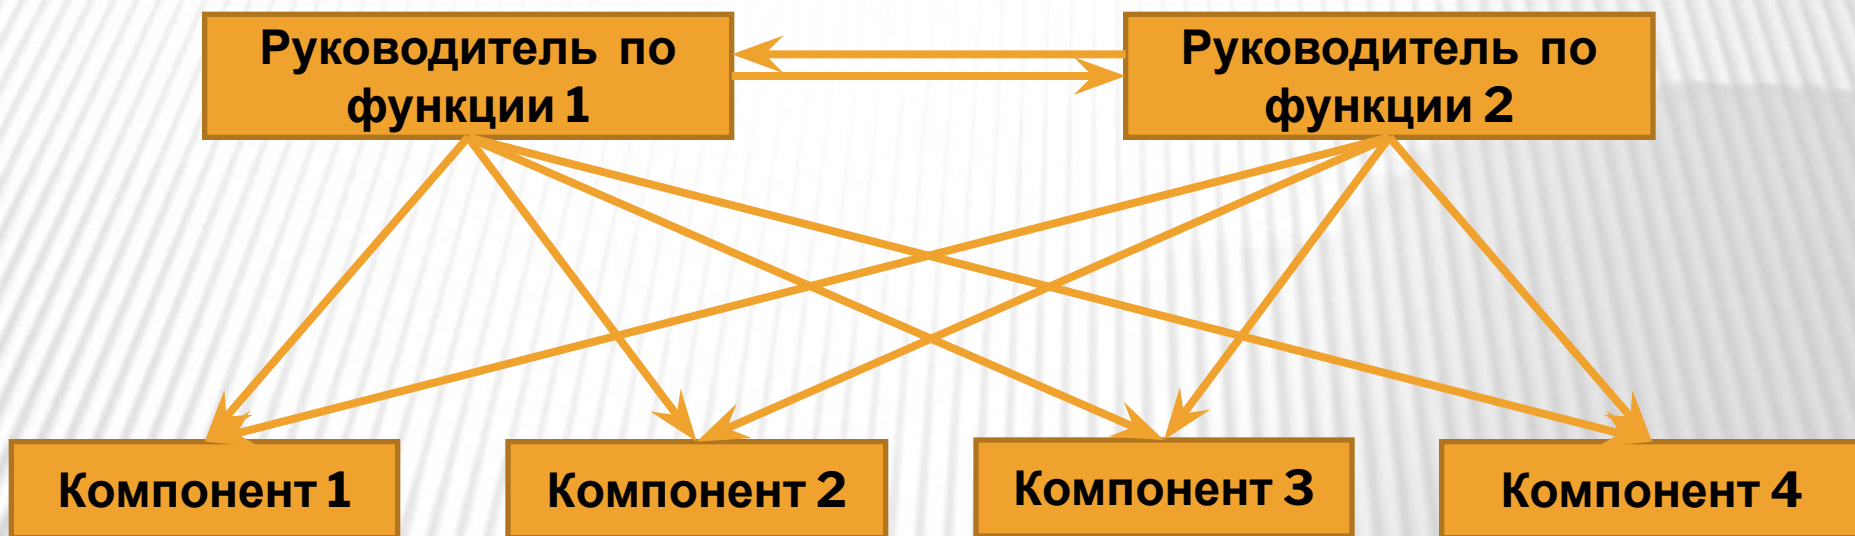 Руководитель по
функции 1
Руководитель по
функции 2
Компонент 1
Компонент 2
Компонент 3
Компонент 4